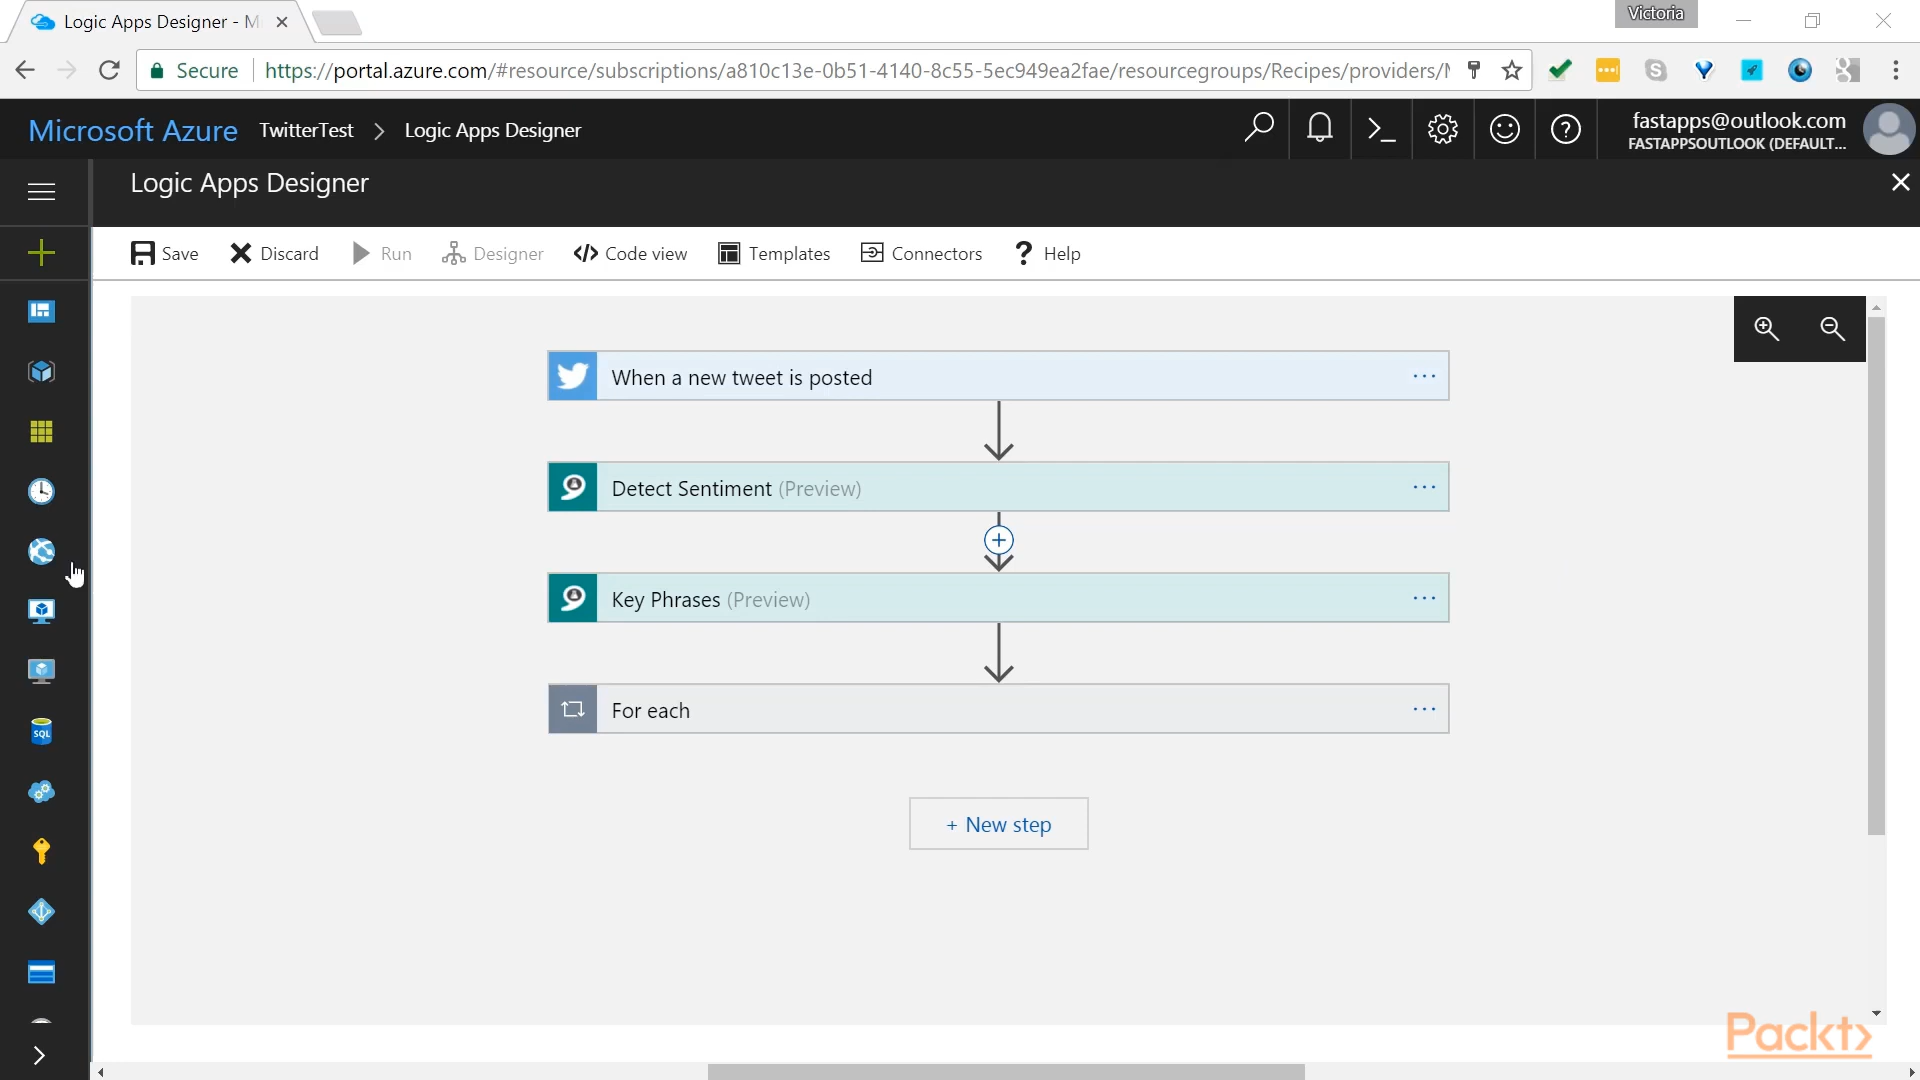 Logic Apps Designer - M
Victoria
Secure
https://portal.azure.com/#resource/subscriptions/a810c13e-0b51-4140-8c55-5ec949ea2fae/resourcegroups/Recipes/providers/
Microsoft Azure
TwitterTest > Logic Apps Designer
fastapps@outlook.com
FASTAPPSOUTLOOK (DEFAULT...
Logic Apps Designer
Save
Discard
Run
Designer
Code view
Templates
Connectors
Help
When a new tweet is posted
Detect Sentiment (Preview)
Key Phrases (Preview)
SQL
For each
+ New step
Packt>